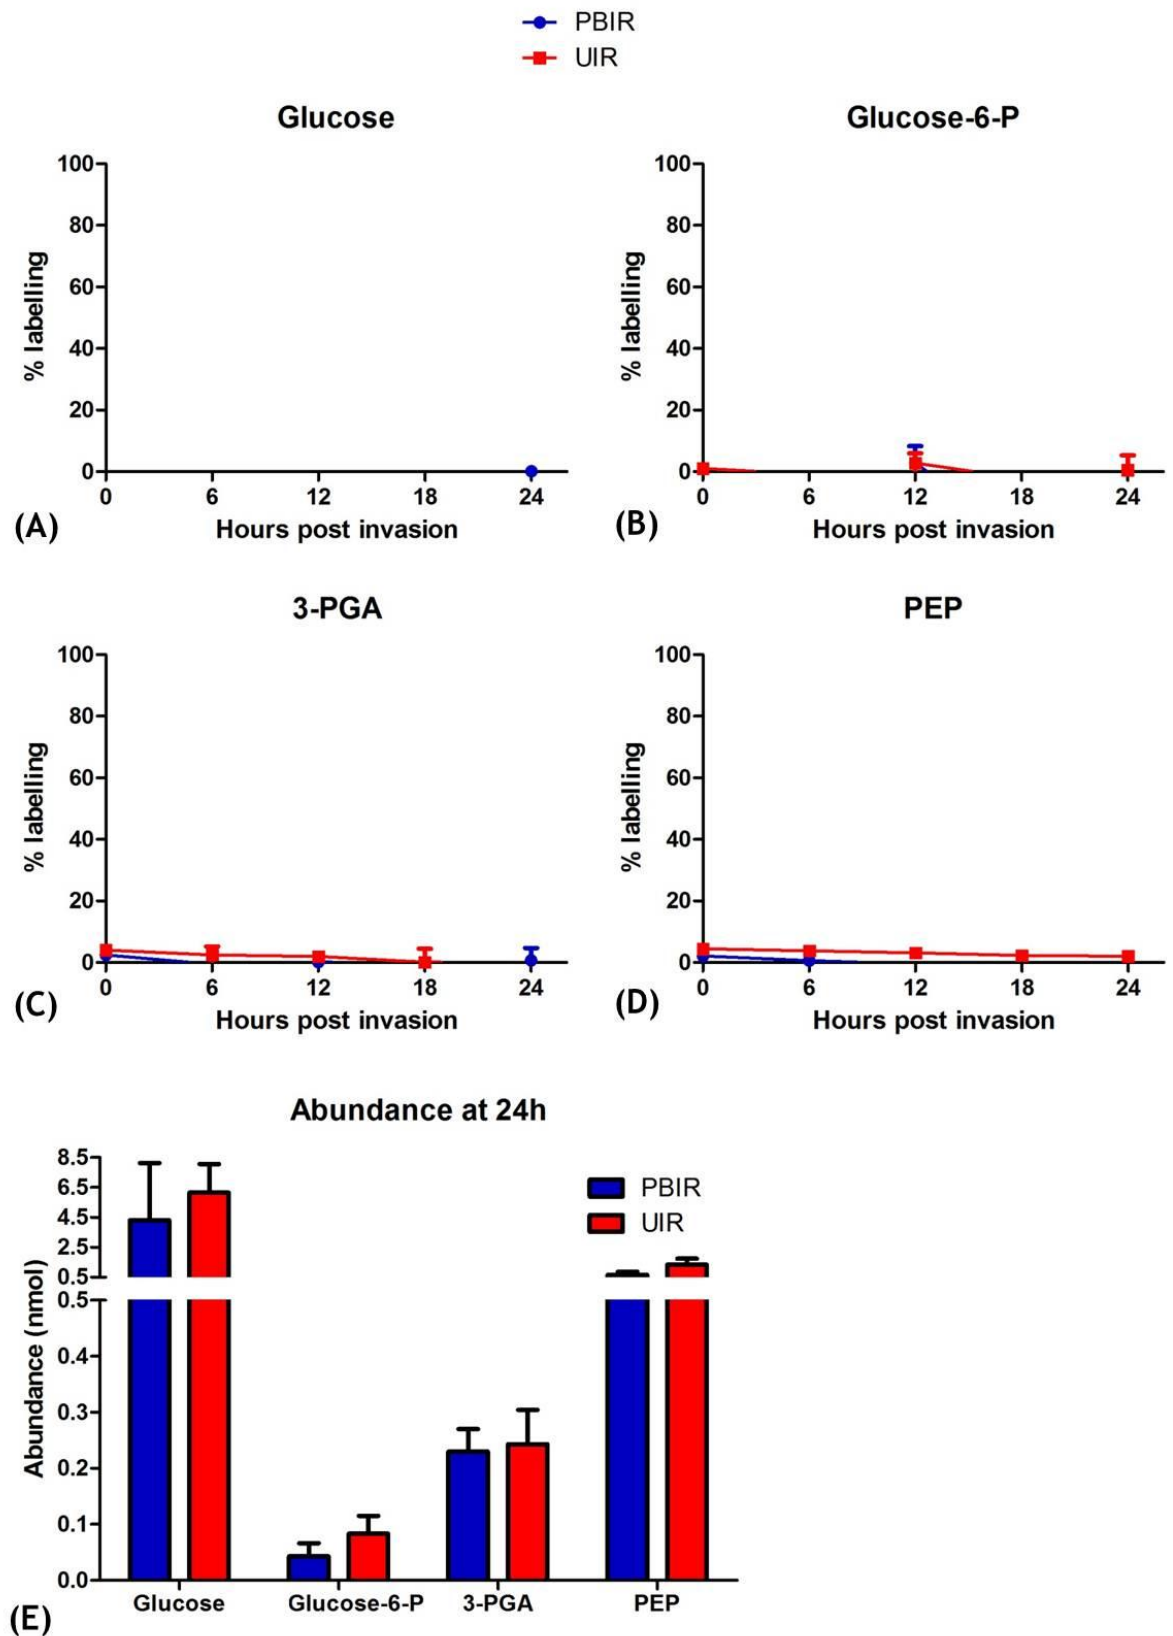 PBIR
UIR
Glucose
100
80
60
40
20
0
% labelling
0 6 12 18 24
Hours post invasion
(A)
Glucose-6-P
100
80
60
40
20
0
% labelling
0 6 12 18 24
Hours post invasion
(B)
3-PGA
100
80
60
40
20
0
% labelling
0 6 12 18 24
Hours post invasion
(C)
PEP
100
80
60
40
20
0
% labelling
0 6 12 18 24
Hours post invasion
(D)
Abundance at 24h
8.5
6.5
4.5
2.5
0.5
0.5
0.4
0.3
0.2
0.1
0.0
Abundance (nmol)
PBIR
UIR
Glucose Glucose-6-P 3-PGA PEP
(E)